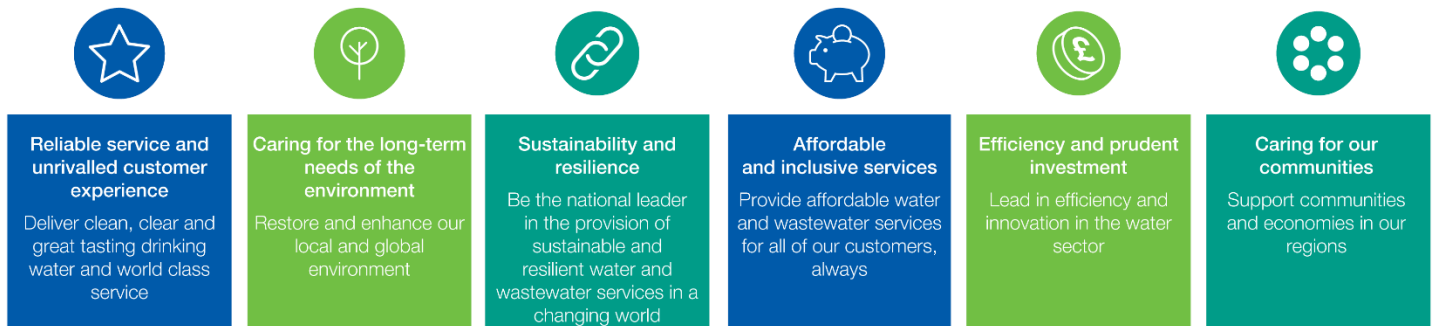 £
Reliable service and
unrivalled customer
experience
Deliver clean, clear and
great tasting drinking
water and world class
service
Caring for the long-term
needs of the
environment
Restore and enhance our
local and global
environment
Sustainability and
resilience
Be the national leader
in the provision of
sustainable and
resilient water and
wastewater services in a
changing world
Affordable
and inclusive services
Provide affordable water
and wastewater services
for all of our customers,
always
Efficiency and prudent
investment
Lead in efficiency and
innovation in the water
sector
Caring for our
communities
Support communities
and economies in our
regions